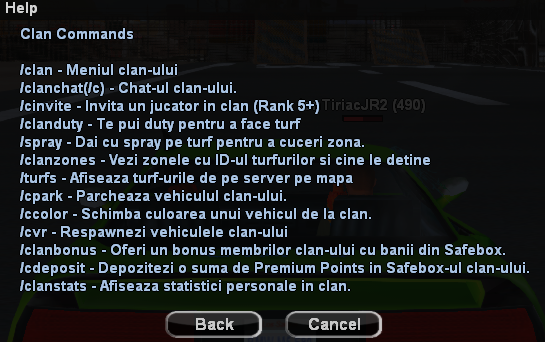 Help
Clan Commands
/clan - Meniul clan-ului
/clanchat(/c) - Chat-ul clan-ului.
/cinvite - Invita un jucator in clan (Rank 5+)
TiriacJR2 (490)
/clanduty - Te pui duty pentru a face turf
/spray - Dai cu spray pe turf pentru a cuceri zona.
/clanzones - Vezi zonele cu ID-ul turfurilor si cine le detine
/turfs - Afiseaza turf-urile de pe server pe mapa
/cpark - Parcheaza vehiculul clan-ului.
/ccolor - Schimba culoarea unui vehicul de la clan.
/cvr - Respawnezi vehiculele clan-ului
/clanbonus - Oferi un bonus membrilor clan-ului cu banii din Safebox.
/cdeposit - Depozitezi o suma de Premium Points in Safebox-ul clan-ului.
/clanstats - Afiseaza statistici personale in clan.
Back
Cancel